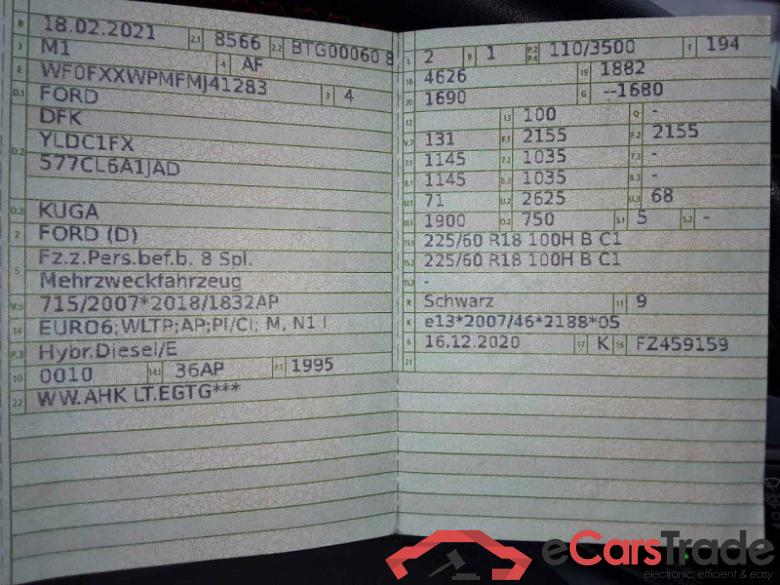 B 18.02.2021 2.1 8566 2.2 BTG00060 8
J M1 4 AF
E WF0FXXWPMFMJ41283 3 4
D.1 FORD
DFK
D.2 YLDC1FX
577CL6A1JAD
D.3 KUGA
2 FORD (D)
5 Fz.z.Pers.bef.b. 8 Spl.
Mehrzweckfahrzeug
V.9 715/2007*2018/1832AP
14 EURO6;WLTP;AP;PI/CI; M, N1 I
P.3 Hybr.Diesel/E
10 0010 14.1 36AP P.1 1995
22 WW.AHK LT.EGTG***
L 2 9 1 P.2 P.4 110/3500 T 194
18 4626 19 1882
20 1690 G --1680
12 13 100 Q -
V.7 131 F.1 2155 F.2 2155
7.1 1145 7.2 1035 7.3 -
8.1 1145 8.2 1035 8.3 -
U.1 71 U.2 2625 U.3 68
O.1 1900 O.2 750 S.1 5 S.2 -
15.1 225/60 R18 100H B C1
15.2 225/60 R18 100H B C1
15.3 -
R Schwarz 11 9
K e13*2007/46*2188*05
6 16.12.2020 17 K 16 FZ459159
21
eCarsTrade
electronic, efficient & easy